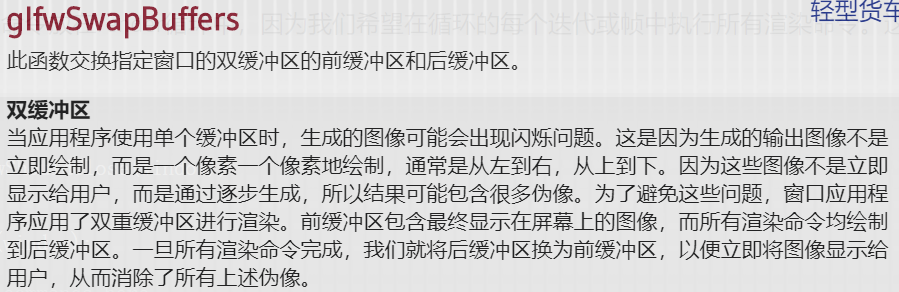 glfwSwapBuffers
轻型货车
因为我们希望在循环的每个迭代或帧中执行所有渲染命令。
此函数交换指定窗口的双缓冲区的前缓冲区和后缓冲区。
双缓冲区
当应用程序使用单个缓冲区时，生成的图像可能会出现闪烁问题。这是因为生成的输出图像不是
立即绘制，而是一个像素一个像素地绘制，通常是从左到右，从上到下。因为这些图像不是立即
显示给用户，而是通过逐步生成，所以结果可能包含很多伪像。为了避免这些问题，窗口应用程
序应用了双重缓冲区进行渲染。前缓冲区包含最终显示在屏幕上的图像，而所有渲染命令均绘制
到后缓冲区。一旦所有渲染命令完成，我们就将后缓冲区换为前缓冲区，以便立即将图像显示给
用户，从而消除了所有上述伪像。